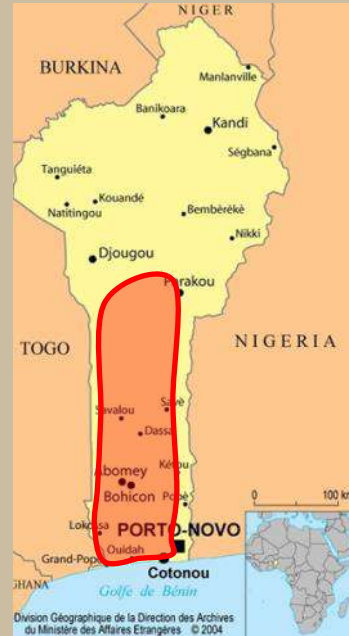 NIGER
BURKINA
Manlanville
Banikoara
Kandi
Ségbana
Tanguiéta
Kouandé
Natitingou
Bembèrèkè
Nikki
Djougou
Parakou
TOGO
NIGERIA
Savalou
Savè
Dassa
Abomey
Kétou
Bohicon
Pobè
0 100 km
Lokossa
PORTO-NOVO
Ouidah
Grand-Popo
Cotonou
GHANA
Golfe de Bénin
Division Géographique de la Direction des Archives
du Ministère des Affaires Etrangères © 2004